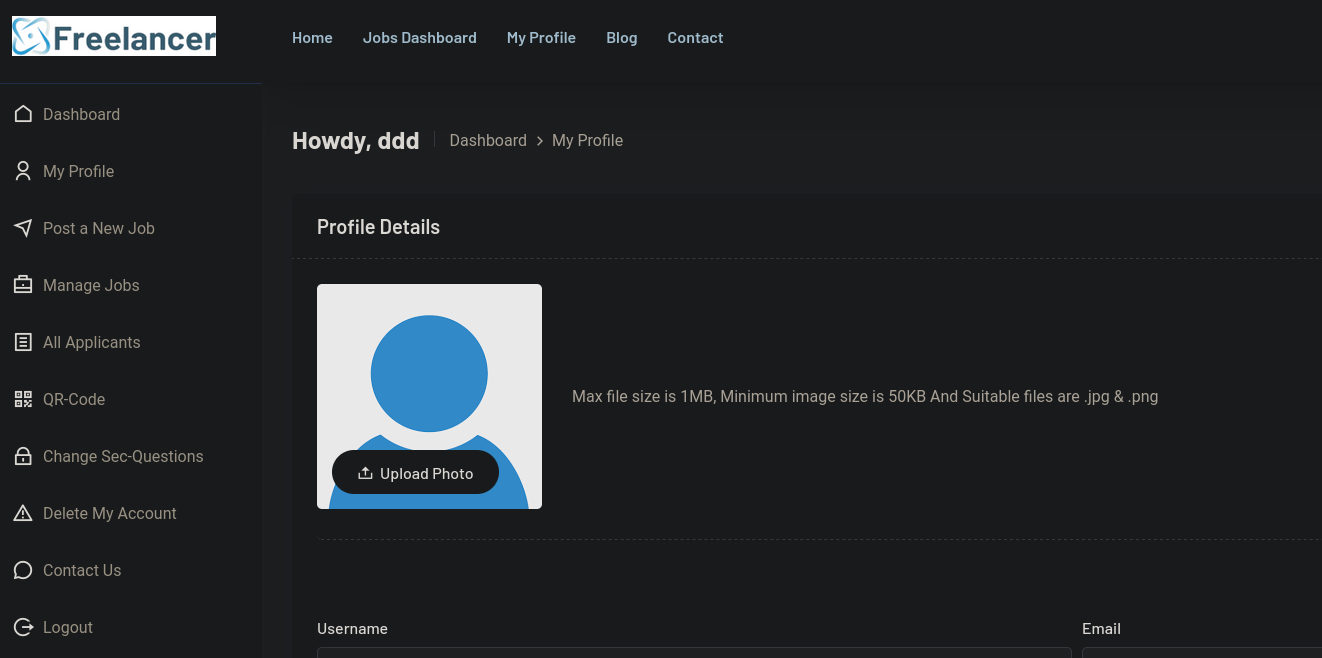 Freelancer
Home Jobs Dashboard My Profile Blog Contact
Dashboard
My Profile
Post a New Job
Manage Jobs
All Applicants
QR-Code
Change Sec-Questions
Delete My Account
Contact Us
Logout
Howdy, ddd Dashboard > My Profile
Profile Details
Upload Photo
Max file size is 1MB, Minimum image size is 50KB And Suitable files are .jpg & .png
Username Email